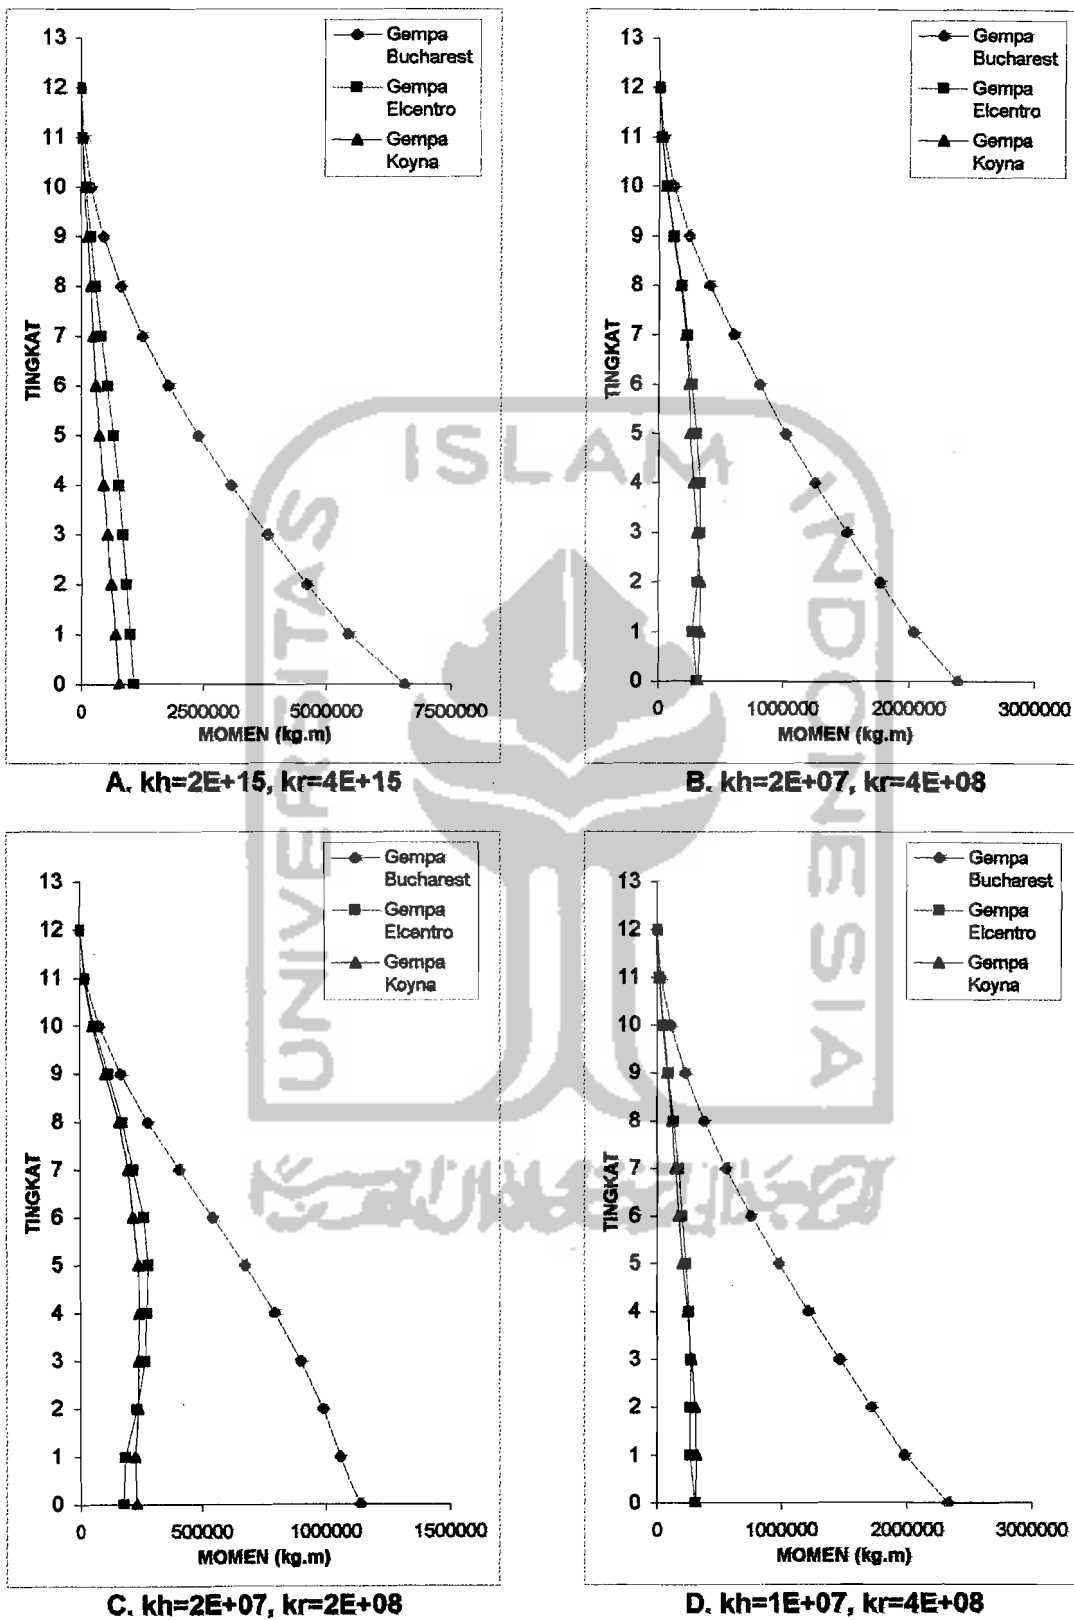 13
12
11
10
9
8
7
6
5
4
3
2
1
0
TINGKAT
Gempa
Bucharest
Gempa
Elcentro
Gempa
Koyna
0 2500000 5000000 7500000
MOMEN (kg.m)
A. kh=2E+15, kr=4E+15
13
12
11
10
9
8
7
6
5
4
3
2
1
0
TINGKAT
Gempa
Bucharest
Gempa
Elcentro
Gempa
Koyna
0 1000000 2000000 3000000
MOMEN (kg.m)
B. kh=2E+07, kr=4E+08
13
12
11
10
9
8
7
6
5
4
3
2
1
0
TINGKAT
Gempa
Bucharest
Gempa
Elcentro
Gempa
Koyna
0 500000 1000000 1500000
MOMEN (kg.m)
C. kh=2E+07, kr=2E+08
13
12
11
10
9
8
7
6
5
4
3
2
1
0
TINGKAT
Gempa
Bucharest
Gempa
Elcentro
Gempa
Koyna
0 1000000 2000000 3000000
MOMEN (kg.m)
D. kh=1E+07, kr=4E+08
UNIVERSITAS
ISLAM
INDONESIA